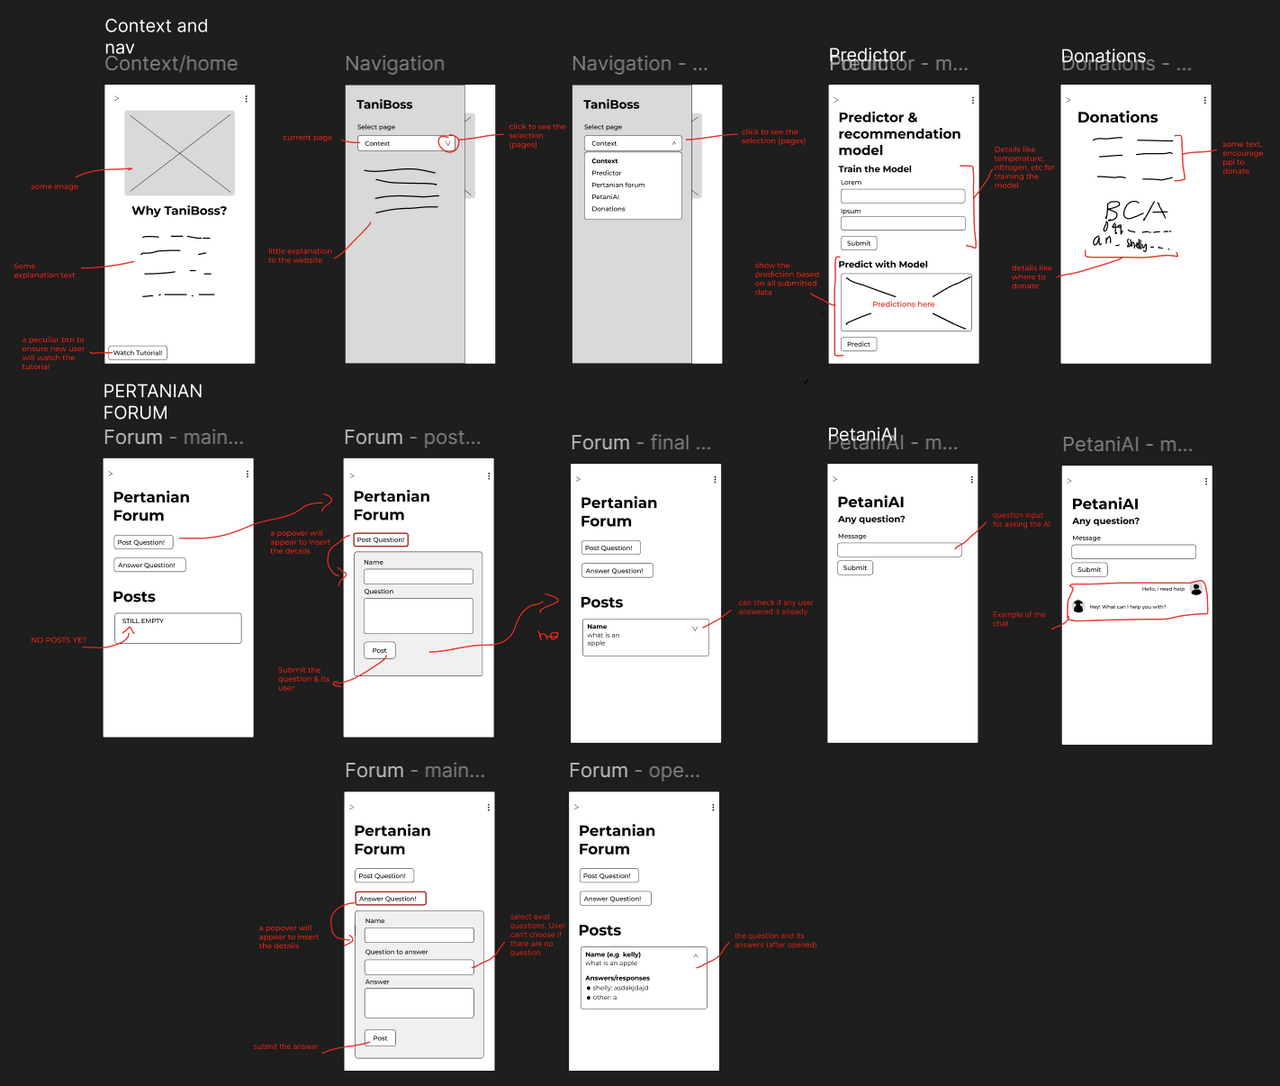 Context and
nav
Context/home
>
Why TaniBoss?
Watch Tutorial!
some image
Some
explanation text
a peculiar btn to
ensure new user
will watch the
tutorial
Navigation
TaniBoss
Select page
Context
current page
click to see the
selection
(pages)
little explanation
to the website
Navigation - ...
TaniBoss
Select page
Context
Context
Predictor
Pertanian forum
PetaniAI
Donations
click to see the
selection (pages)
Predictor
Predictor - m...
>
Predictor &
recommendation
model
Train the Model
Lorem
Ipsum
Submit
Predict with Model
Predictions here
Predict
Details like
temperature,
nitrogen, etc for
training the
model
show the
prediction based
on all submitted
data
Donations
Donations - ...
>
Donations
BCA
an shelly
some text,
encourage
ppl to
donate
details like
where to
donate
PERTANIAN
FORUM
Forum - main...
>
Pertanian
Forum
Post Question!
Answer Question!
Posts
STILL EMPTY
NO POSTS YET
Forum - post...
>
Pertanian
Forum
Post Question!
Name
Question
Post
a popover will
appear to insert
the details
Submit the
question & its
user
Forum - final ...
>
Pertanian
Forum
Post Question!
Answer Question!
Posts
Name
what is an
apple
can check if any user
answered it already
PetaniAI
PetaniAI - m...
>
PetaniAI
Any question?
Message
Submit
question input
for asking the AI
PetaniAI - m...
>
PetaniAI
Any question?
Message
Submit
Hello, I need help
Hey! What can I help you with?
Example of the
chat
Forum - main...
>
Pertanian
Forum
Post Question!
Answer Question!
Name
Question to answer
Answer
Post
a popover will
appear to insert
the details
select exist
questions. User
can't choose if
there are no
question.
submit the answer
Forum - ope...
>
Pertanian
Forum
Post Question!
Answer Question!
Posts
Name (e.g kelly)
what is an apple
Answers/responses
● shelly: asdakjdajd
● other: a
the question and its
answers (after opened)